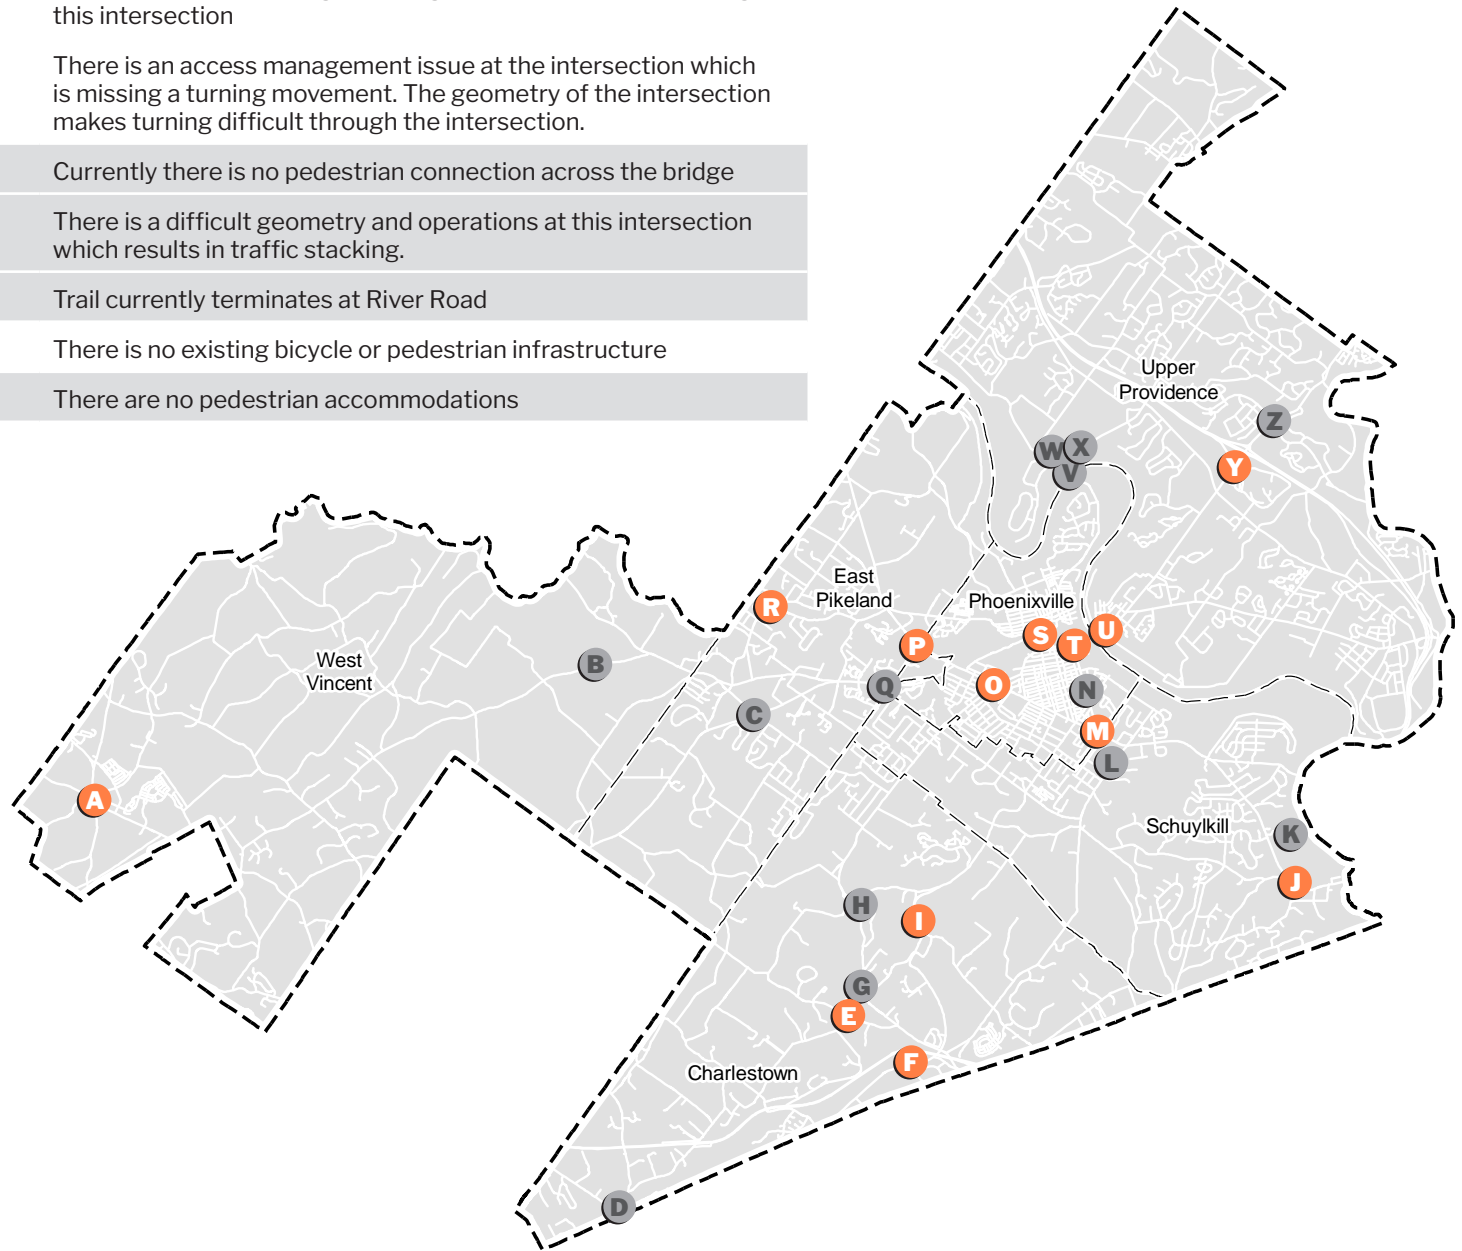 this intersection
There is an access management issue at the intersection which
is missing a turning movement. The geometry of the intersection
makes turning difficult through the intersection.
Currently there is no pedestrian connection across the bridge
There is a difficult geometry and operations at this intersection
which results in traffic stacking.
Trail currently terminates at River Road
There is no existing bicycle or pedestrian infrastructure
There are no pedestrian accommodations
Upper
Providence
Z
W
X
V
Y
East
Pikeland
Phoenixville
R
S
T
U
P
West
Vincent
B
Q
O
N
C
M
L
A
Schuylkill
K
J
H
I
G
E
F
Charlestown
D